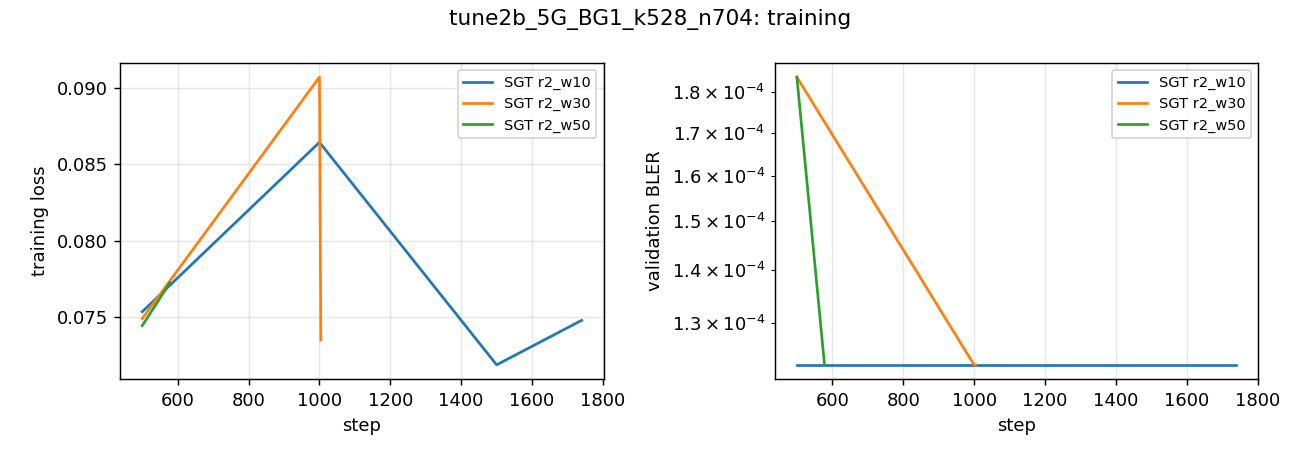 tune2b_5G_BG1_k528_n704: training
training loss
0.090
0.085
0.080
0.075
600 800 1000 1200 1400 1600 1800
step
SGT r2_w10
SGT r2_w30
SGT r2_w50
validation BLER
1.8 × 10⁻⁴
1.7 × 10⁻⁴
1.6 × 10⁻⁴
1.5 × 10⁻⁴
1.4 × 10⁻⁴
1.3 × 10⁻⁴
600 800 1000 1200 1400 1600 1800
step
SGT r2_w10
SGT r2_w30
SGT r2_w50